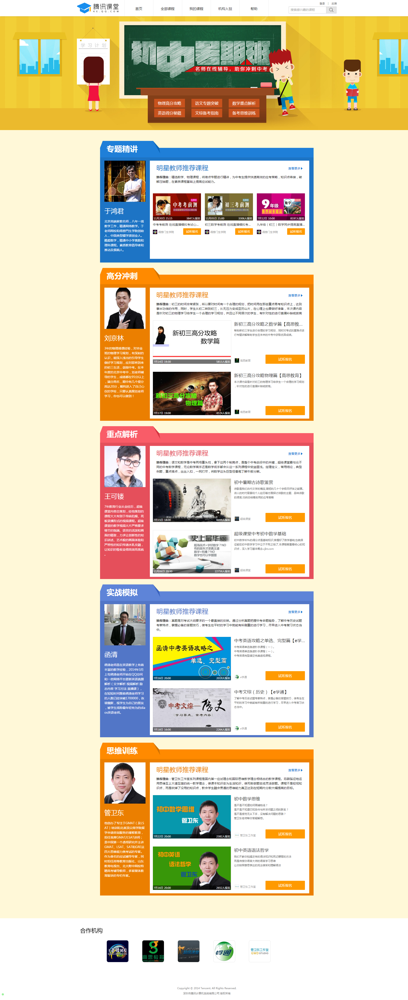 腾讯课堂
KE.QQ.COM
首页
全部课程
我的课程
机构入驻
帮助
登录 | 反馈
搜索感兴趣的课程
学习计划
初中暑期班
名师在线辅导，助你冲刺中考
物理高分攻略
语文专题突破
数学重点解析
英语得分秘籍
文综备考指南
备考思维训练
专题精讲
于鸿君
北京高端家教名师，八年一线
教学工作，精通网络教学。于
老师网校和得意門生学院创始
人，中国典型鎏学派创业人。
酷爱数学，精通中小学奥数和
理科课程。素质教育倡导者和
推动及撰稿人。
明星教师推荐课程
查看更多
推荐理由：精选数学、物理课程，将难点专题进行精讲，为中考生提供快速高效的应考策略，知识点串接，破
解压轴题，在素质课程基础上提高应试能力。
中考考前测
在线直播模拟考试心理训练
11月20日 21:15
3847人报名
中考考前测 在线直播模拟考试心...
得意门生学院
试听报名
初三考前测
在线直播模拟考试心理训练
11月05日 21:00
3306人报名
初三数学考前测 在线直播模拟考...
得意门生学院
试听报名
9年级
数学
数学同步提高
7月12日 10:00
8197人报名
九年级（初三）数学同步提高直播...
得意门生学院
试听报名
高分冲刺
刘京林
3年的物理授课经验，对毕业
班的物理学习规划，有深刻的
认识，能深入浅出的引导学生
做好学习规划，应对即将到来
的初三生活，剑指中考。在本
年度的北京中考中，刘老师辅
导的学生，成绩都在95分以上
，满分两名，期中有几个提分
高达20分，顺利进入了自己心
仪的学校，只要认真跟刘老师
学习，你也可以做到！
明星教师推荐课程
查看更多
推荐理由：初三的时间非常紧张，所以要对时间有一个合理的规划，把时间用在那些重点易考知识点上，达到
事半功倍的作用，同时，学生从初二转到初三，从无压力变成亚历山大，在心理上也要做好准备，本次课内容
是针对初三的物理学习给学生一个合理的学习规划，并且让不同层次的学生，有针对性的进行查漏补缺或拔高
新初三高分攻略
数学篇
7月14日 19:30
5813人报名
新初三高分攻略之数学篇【高思教...
帮助新初三学生进行合理的学习规划，同时对考试的重难点进
行专题讲解帮助学生在未来的中考中获取优异成绩。
高思教育
试听报名
新初三高分攻略
物理篇
7月17日 19:00
4574人报名
新初三高分攻略物理篇【高思教育】
本次课内容是针对初三的物理学习给学生一个合理的学习规划
，针对性的进行查漏补缺或拔高。
高思教育
试听报名
重点解析
王可镂
7年教育行业从业经历，超级
课堂内容总策划，经他策划的
课程大大有别于传统枯燥、死
板录播形式的视频课程。超级
课堂的教学视频大片严格要求
情节的饱满、语言的活泼和画
面的精致，力求让创新性的知
识讲述、艺术般的画面体验和
严密性的知识传递水乳交融，
让知识的吸收变得高效而系统
。
明星教师推荐课程
查看更多
推荐理由：语文和数学是中考两场重头戏，拿下这两个制高点，是整个中考战役中的关键，超级课堂最与众不
同的中考数学课程，无论数学高手还是数学低手都会从这一系列课程中受益匪浅。定理定义，常用结论，典型
例题，重点难点，丝丝入扣，一网打尽，将数学这头巨型怪兽庖丁解牛般分解。
7月15日 18:00
8499人报名
初中暑期古诗歌鉴赏
诗歌是我们古代文学的瑰宝,简短的几十个字极尽抒发之能事。
诗人的时代背景和个人经历等方面探讨诗歌的主题、品味诗歌
的语言,归纳总结最实用的应考策略
超级课堂
试听报名
史上最华丽
题海战术=学好数学？NO
有的放矢才是真王道
数学=枯燥？NO
数学也可以华丽丽
11月09日 20:30
22759人报名
超级课堂中考初中数学基础
初中数学80%的得分点是基础知识,掌握好了数学基础,也就保
证能在初中数学学习中立于不败之地了,本课程着重最核心的知
识点，深入学习基本概念.cjkt.com
超级课堂
试听报名
实战模拟
函清
函清老师是在英语教学上有着
丰富的教学经验，2014年3月
上旬函清老师开始在QQ空间
和一些网络平台更新英语真题
解析（文字解析 视频解析 励
志内容 学习方法 直播课），
在短短时间跟着函清老师学习
的人数已经突破1700000，诙
谐幽默，视学生为自己的朋友
，被学生戏称最年轻有为的dia
os英语老师。
明星教师推荐课程
查看更多
推荐理由：真题是对考试大纲要求的一个最直接的反映。通过分析真题把握中考命题趋势，了解中考历史试题
考察特点，掌握必备的答题技巧，使考生在平时的学习中就能有所侧重的进行学习，尽早进入中考复习状态当
中。
函清中考英语攻略之
单选、完型篇
7月16日 20:00
2019人报名
中考英语攻略之单选、完型篇【e学...
中考英语单选急速秒杀课程（一）。
中考英语单选急速秒杀课程（一）。
中考英语完型填空完美透视课程。
e学通
试听报名
中考文综—歷史
(学习要点，常考内容)
7月18日 16:00
2264人报名
中考文综（历史）【e学通】
了解中考历史试题考察特点，掌握必备的答题技巧，使考生在
平时的学习中就能有所侧重的进行学习，尽早进入中考复习状
态当中。
e学通
试听报名
思维训练
管卫东
他创办了专注于GMAT（及LS
AT）培训和北美顶尖商学院留
学申请咨询服务的博智教育，
担任首席GMAT/LSAT讲师；
是中国第一个透彻研究并主讲
GMAT、LSAT、SAT和GRE这
四大思维能力类考试的专家。
作为著名的应试辅导专家，同
时担任高等教育出版社、山东
教育电视台、北大附中网校特
聘高考辅导教师，多家媒体教
育版块的专栏作家。
明星教师推荐课程
查看更多
推荐理由：管卫东工作室系列课程是国内第一应试理念和国际思维教学理念相结合的教学课程。另辟蹊径地运
用思维至上大道至简的统一教学理念，使课本知识变为生活知识，使死板做题变成灵活做题。课程不是轻视知
识点，而是砍掉了没用的知识点，教会学生融会贯通的思维能力真正达到在短期内分数大幅提高的目标。
初中数学思维
管卫东
7月22日 20:00
2382人报名
初中数学思维
是不是不知道如何画辅助线？
是不是不知道已知条件与所求问题之间的联系？
是不是感觉无从下手，没有解决问题的思路？
管卫东老师帮你答疑解惑。
管卫东工作室
试听报名
初中英语
语法哲学
管卫东
7月16日 20:00
2652人报名
初中英语语法哲学
我们不教你枯燥乏味的语法知识和死记硬背的方法
而是传授你语言大师的语言学习思维
让你按照意思表达的观念接受和理解语法
管卫东工作室
试听报名
合作机构
于老师网校
高思教育
www.gaosiedu.com
CJKT.COM
超级课堂
e学通
管卫东工作室
GWD STUDIO
Copyright © 2014 Tencent. All Rights Reserved.
深圳市腾讯计算机系统有限公司 版权所有